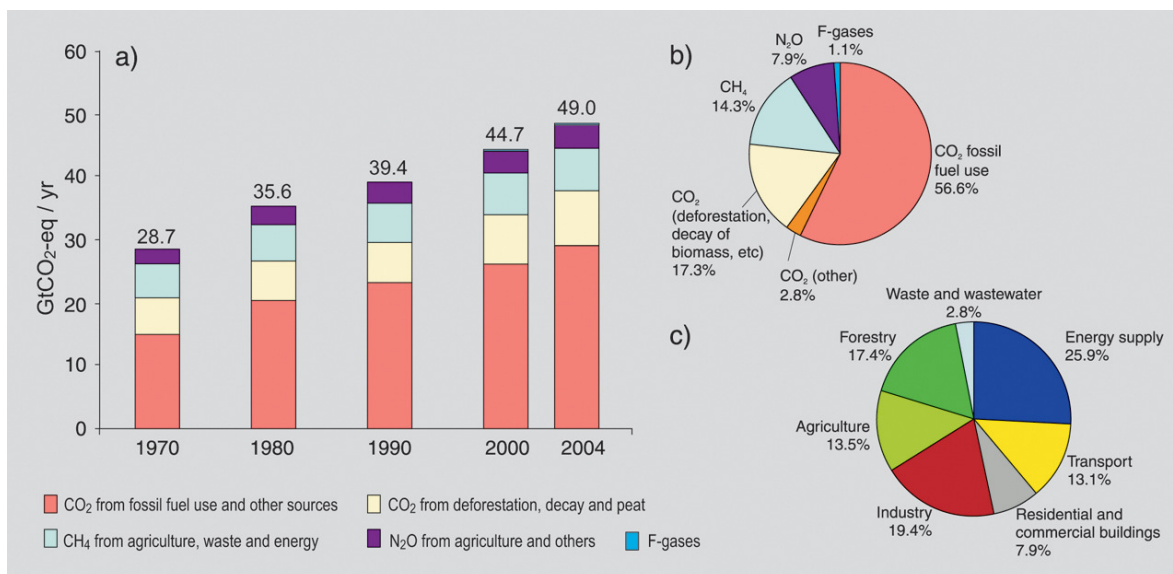 a)
GtCO₂-eq / yr
60
50
40
30
20
10
0
28.7
35.6
39.4
44.7
49.0
1970
1980
1990
2000
2004
CO₂ from fossil fuel use and other sources
CO₂ from deforestation, decay and peat
CH₄ from agriculture, waste and energy
N₂O from agriculture and others
F-gases
b)
F-gases
1.1%
N₂O
7.9%
CH₄
14.3%
CO₂ fossil
fuel use
56.6%
CO₂
(deforestation,
decay of
biomass, etc)
17.3%
CO₂ (other)
2.8%
c)
Waste and wastewater
2.8%
Forestry
17.4%
Energy supply
25.9%
Agriculture
13.5%
Transport
13.1%
Industry
19.4%
Residential and
commercial buildings
7.9%